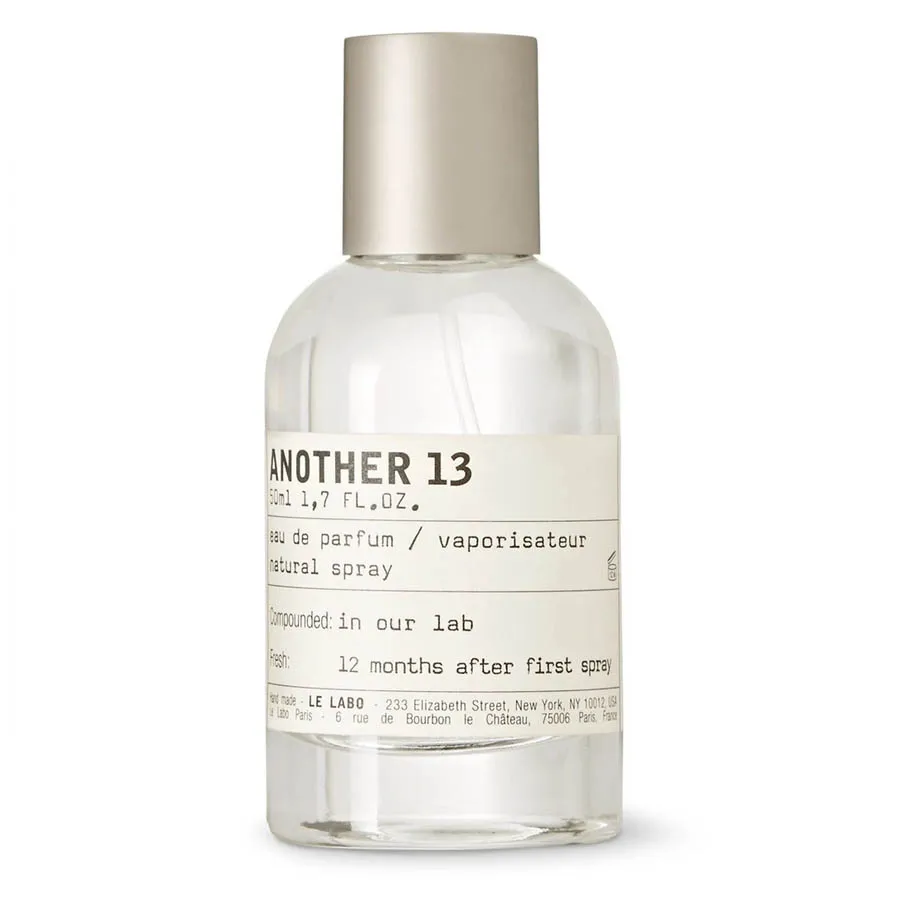 ANOTHER 13
50ml 1,7 FL.OZ.
eau de parfum / vaporisateur
natural spray
Compounded: in our lab
Fresh: 12 months after first spray
Hand made - LE LABO - 233 Elizabeth Street, New York, NY 10012, USA
Le Labo Paris - 6 rue de Bourbon le Château, 75006 Paris, France